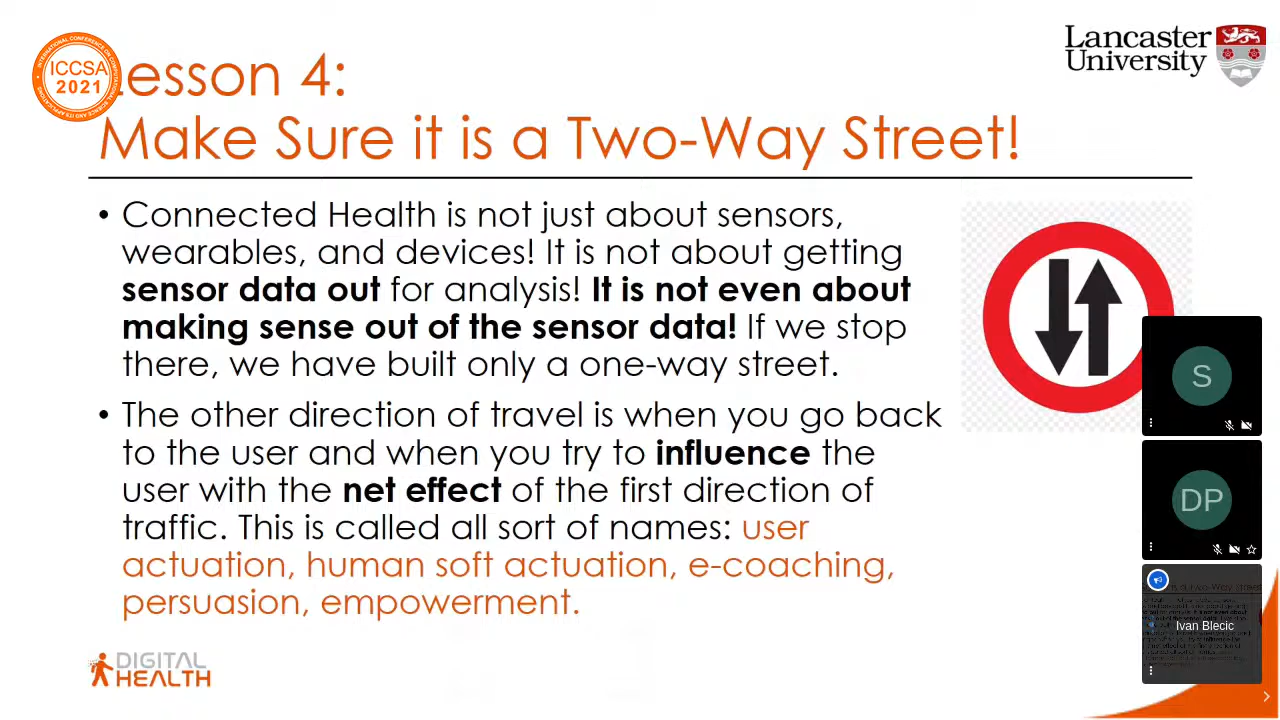 Lesson 4:
Make Sure it is a Two-Way Street!
ICCSA
2021
Lancaster
University
• Connected Health is not just about sensors,
wearables, and devices! It is not about getting
sensor data out for analysis! It is not even about
making sense out of the sensor data! If we stop
there, we have built only a one-way street.
• The other direction of travel is when you go back
to the user and when you try to influence the
user with the net effect of the first direction of
traffic. This is called all sort of names: user
actuation, human soft actuation, e-coaching,
persuasion, empowerment.
S
DP
Ivan Blecic
DIGITAL
HEALTH